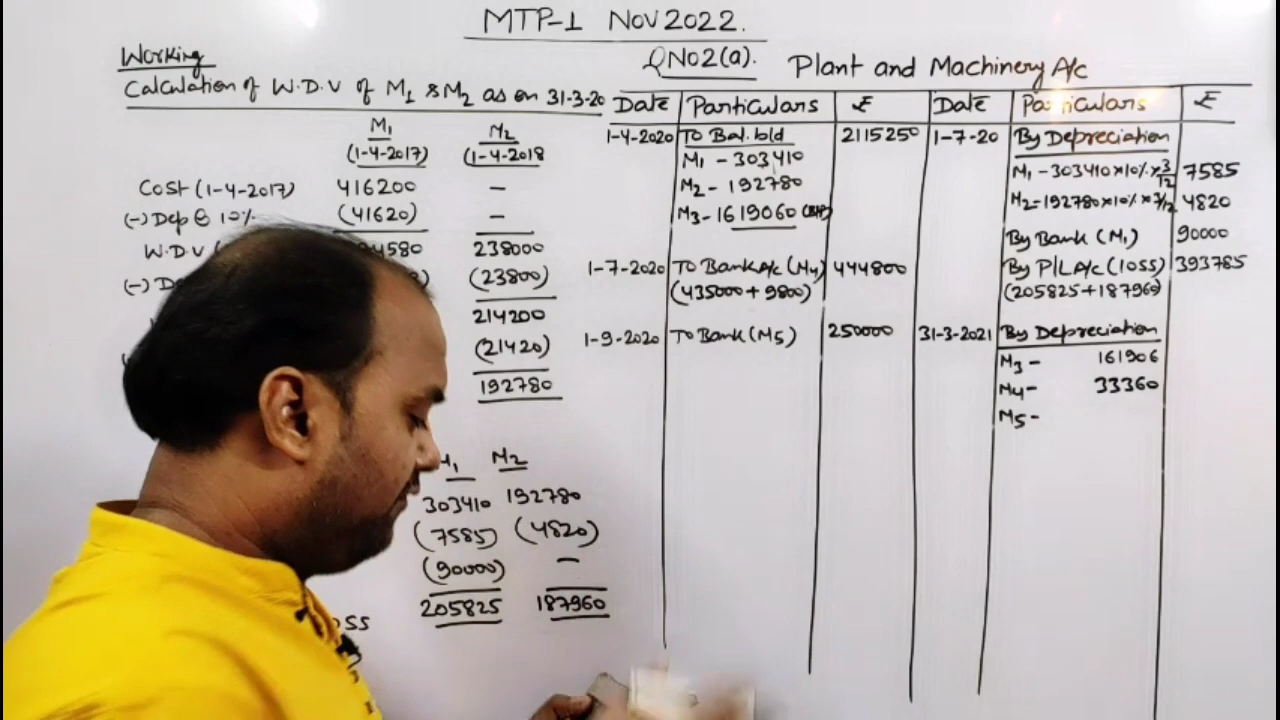 MTP-1 NOV 2022.
QNO2(a).
Working
Calculation of W.D.V of M1 & M2 as on 31-3-20
M1 M2
(1-4-2017) (1-4-2018
Cost (1-4-2017) 416200 –
(-) Dep @ 10% (41620) –
W.D.V 238000
(-) (23800)
214200
(21420)
192780
M2
303410 192780
(7585) (4820)
(90000) –
205825 187960
Plant and Machinery A/c
Date Particulars ₹ Date Particulars ₹
1-4-2020 To Bal. b/d 2115250 1-7-20 By Depreciation
M1 - 303410 M1 - 303410 x 10% x 3/12 7585
M2 - 192780 M2 - 192780 x 10% x 3/12 4820
M3 - 1619060
By Bank (M1) 90000
1-7-2020 To Bank A/c (M4) 444800 By P/L A/c (loss) 393785
(435000 + 9800) (205825 + 187960)
1-9-2020 To Bank (M5) 250000 31-3-2021 By Depreciation
M3 - 161906
M4 - 33360
M5 -